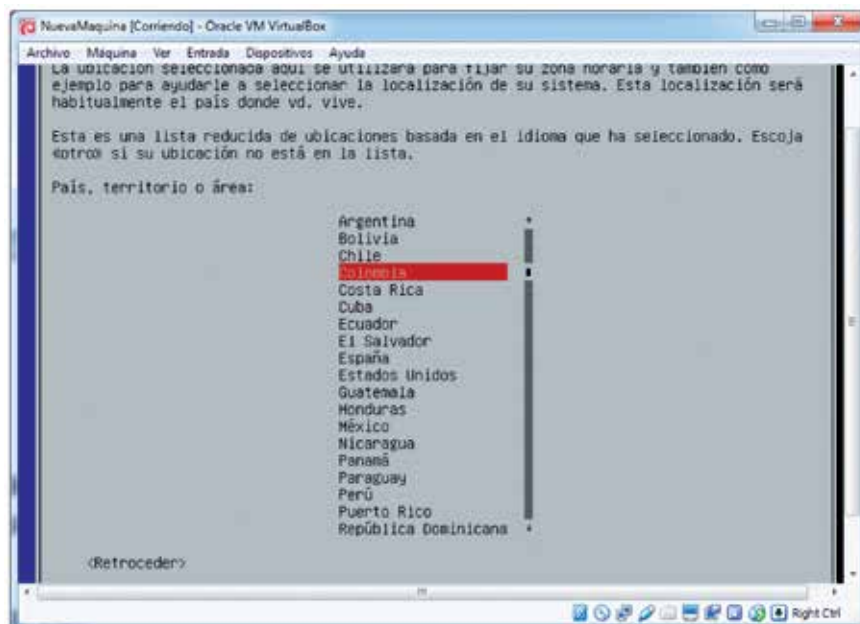 NuevaMaquina [Corriendo] - Oracle VM VirtualBox
Archivo Máquina Ver Entrada Dispositivos Ayuda
La ubicación seleccionada aquí se utilizará para fijar su zona horaria y también como
ejemplo para ayudarle a seleccionar la localización de su sistema. Esta localización será
habitualmente el país donde vd. vive.
Esta es una lista reducida de ubicaciones basada en el idioma que ha seleccionado. Escoja
«otro» si su ubicación no está en la lista.
País, territorio o área:
Argentina
Bolivia
Chile
Colombia
Costa Rica
Cuba
Ecuador
El Salvador
España
Estados Unidos
Guatemala
Honduras
México
Nicaragua
Panamá
Paraguay
Perú
Puerto Rico
República Dominicana
<Retroceder>
Right Ctrl